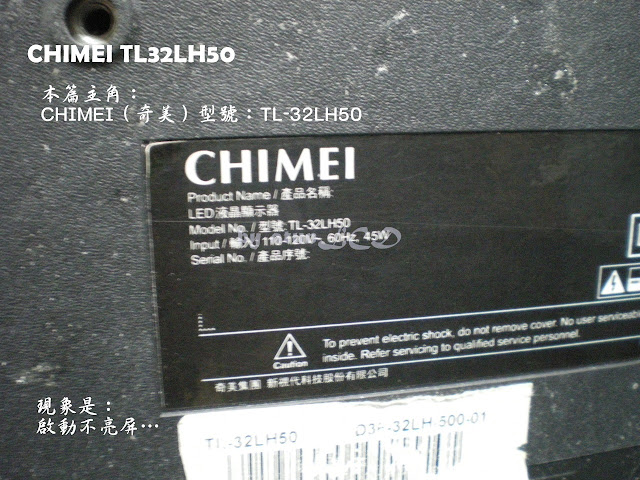 CHIMEI TL32LH50
本篇主角：
CHIMEI（奇美）型號：TL-32LH50
CHIMEI
Product Name / 產品名稱:
LED液晶顯示器
Model No. / 型號: TL-32LH50
Input / 輸入 110-120V~, 60Hz, 45W
Serial No. / 產品序號:
To prevent electric shock, do not remove cover. No user serviceable
inside. Refer servicing to qualified service personnel.
Caution
奇美集團 新視代科技股份有限公司
現象是：
啟動不亮屏…
TL-32LH50